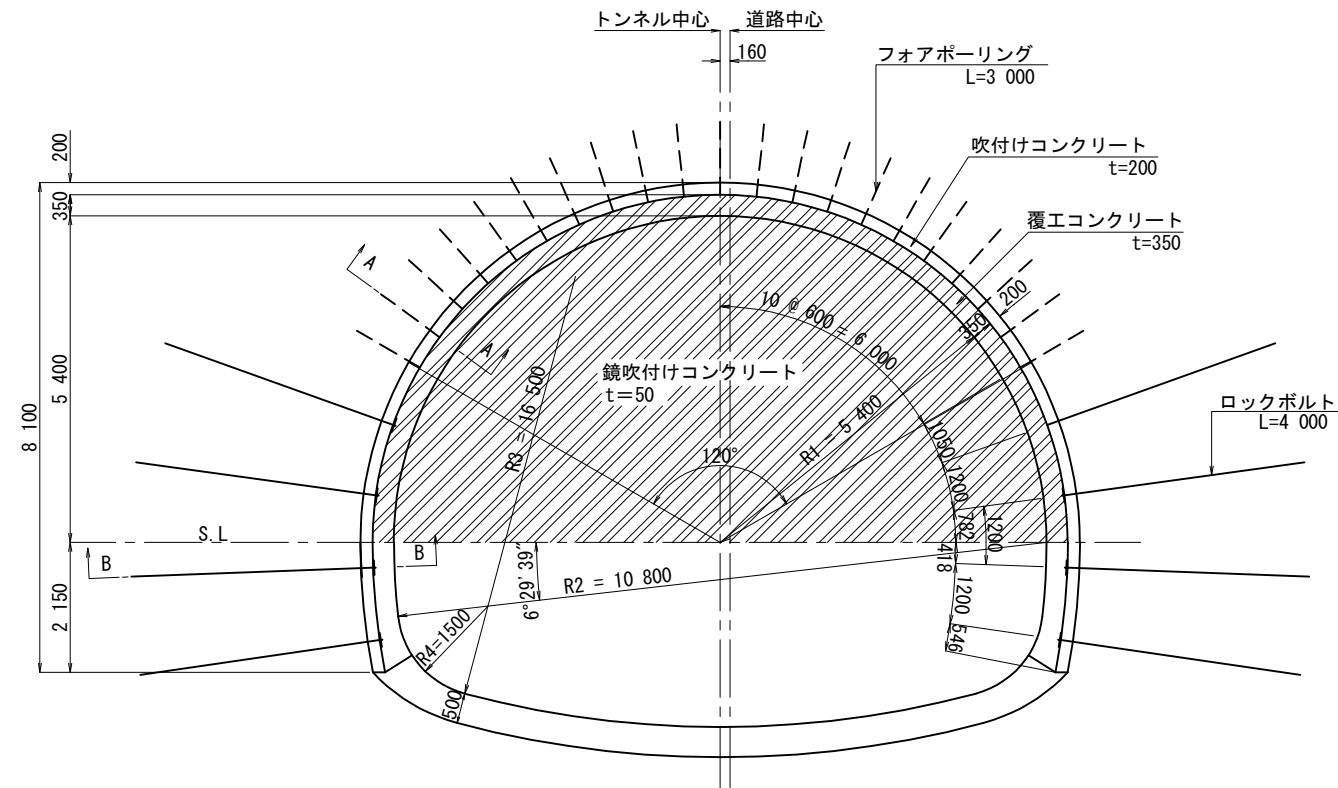 トンネル中心
道路中心
160
フォアポーリング
L=3 000
吹付けコンクリート
t=200
覆工コンクリート
t=350
200
350
5 400
8 100
2 150
A
A
10 @ 600 = 6 000
350
200
鏡吹付けコンクリート
t=50
R3 = 16 500
R1 = 5 400
120°
1050
1200
782
1200
418
1200
546
ロックボルト
L=4 000
S.L
B
B
6°29′39″
R2 = 10 800
R4=1500
500